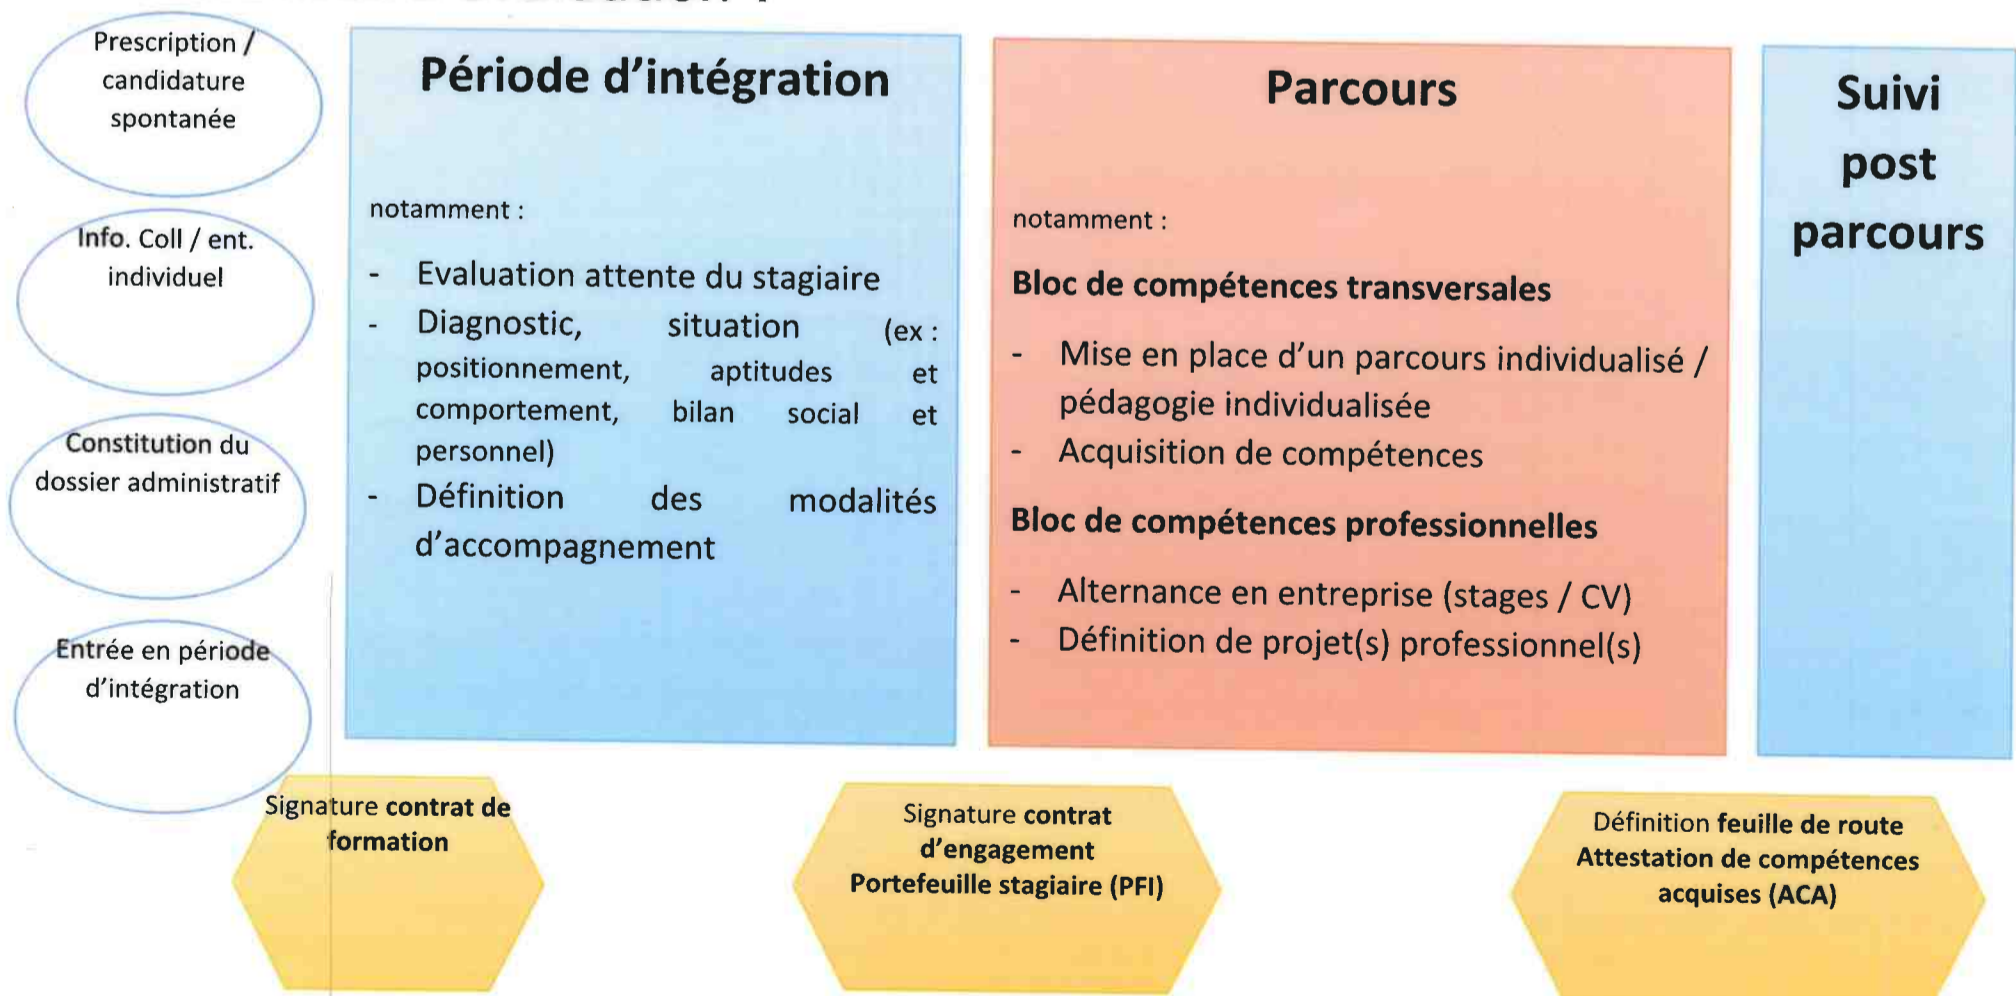 Prescription /
candidature
spontanée
Info. Coll / ent.
individuel
Constitution du
dossier administratif
Entrée en période
d'intégration
Période d'intégration
notamment :
- Evaluation attente du stagiaire
- Diagnostic, situation (ex :
positionnement, aptitudes et
comportement, bilan social et
personnel)
- Définition des modalités
d'accompagnement
Parcours
notamment :
Bloc de compétences transversales
- Mise en place d'un parcours individualisé /
pédagogie individualisée
- Acquisition de compétences
Bloc de compétences professionnelles
- Alternance en entreprise (stages / CV)
- Définition de projet(s) professionnel(s)
Suivi
post
parcours
Signature contrat de
formation
Signature contrat
d'engagement
Portefeuille stagiaire (PFI)
Définition feuille de route
Attestation de compétences
acquises (ACA)